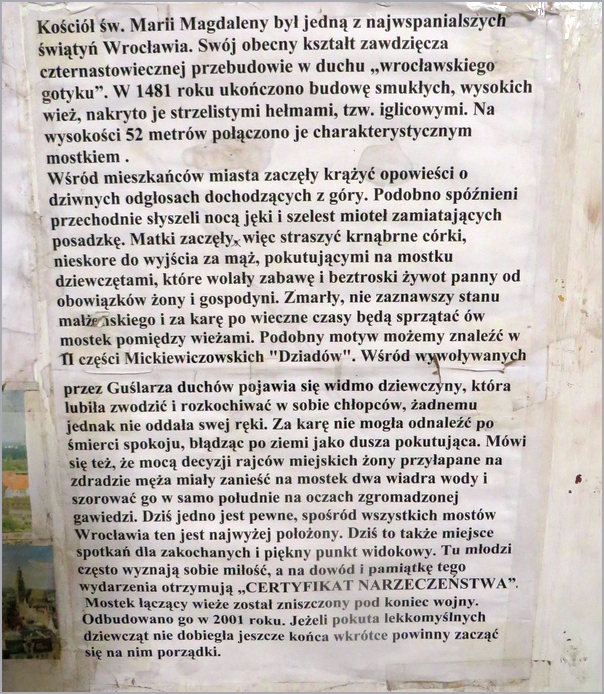 Kościół św. Marii Magdaleny był jedną z najwspanialszych
świątyń Wrocławia. Swój obecny kształt zawdzięcza
czternastowiecznej przebudowie w duchu „wrocławskiego
gotyku”. W 1481 roku ukończono budowę smukłych, wysokich
wież, nakryto je strzelistymi hełmami, tzw. iglicowymi. Na
wysokości 52 metrów połączono je charakterystycznym
mostkiem .
Wśród mieszkańców miasta zaczęły krążyć opowieści o
dziwnych odgłosach dochodzących z góry. Podobno spóźnieni
przechodnie słyszeli nocą jęki i szelest mioteł zamiatających
posadzkę. Matki zaczęły więc straszyć krnąbrne córki,
nieskore do wyjścia za mąż, pokutującymi na mostku
dziewczętami, które wolały zabawę i beztroski żywot panny od
obowiązków żony i gospodyni. Zmarły, nie zaznawszy stanu
małżeńskiego i za karę po wieczne czasy będą sprzątać ów
mostek pomiędzy wieżami. Podobny motyw możemy znaleźć w
II części Mickiewiczowskich "Dziadów". Wśród wywoływanych
przez Guślarza duchów pojawia się widmo dziewczyny, która
lubiła zwodzić i rozkochiwać w sobie chłopców, żadnemu
jednak nie oddała swej ręki. Za karę nie mogła odnaleźć po
śmierci spokoju, błądząc po ziemi jako dusza pokutująca. Mówi
się też, że mocą decyzji rajców miejskich żony przyłapane na
zdradzie męża miały zanieść na mostek dwa wiadra wody i
szorować go w samo południe na oczach zgromadzonej
gawiedzi. Dziś jedno jest pewne, spośród wszystkich mostów
Wrocławia ten jest najwyżej położony. Dziś to także miejsce
spotkań dla zakochanych i piękny punkt widokowy. Tu młodzi
często wyznają sobie miłość, a na dowód i pamiątkę tego
wydarzenia otrzymują „CERTYFIKAT NARZECZEŃSTWA”.
Mostek łączący wieże został zniszczony pod koniec wojny.
Odbudowano go w 2001 roku. Jeżeli pokuta lekkomyślnych
dziewcząt nie dobiegła jeszcze końca wkrótce powinny zacząć
się na nim porządki.